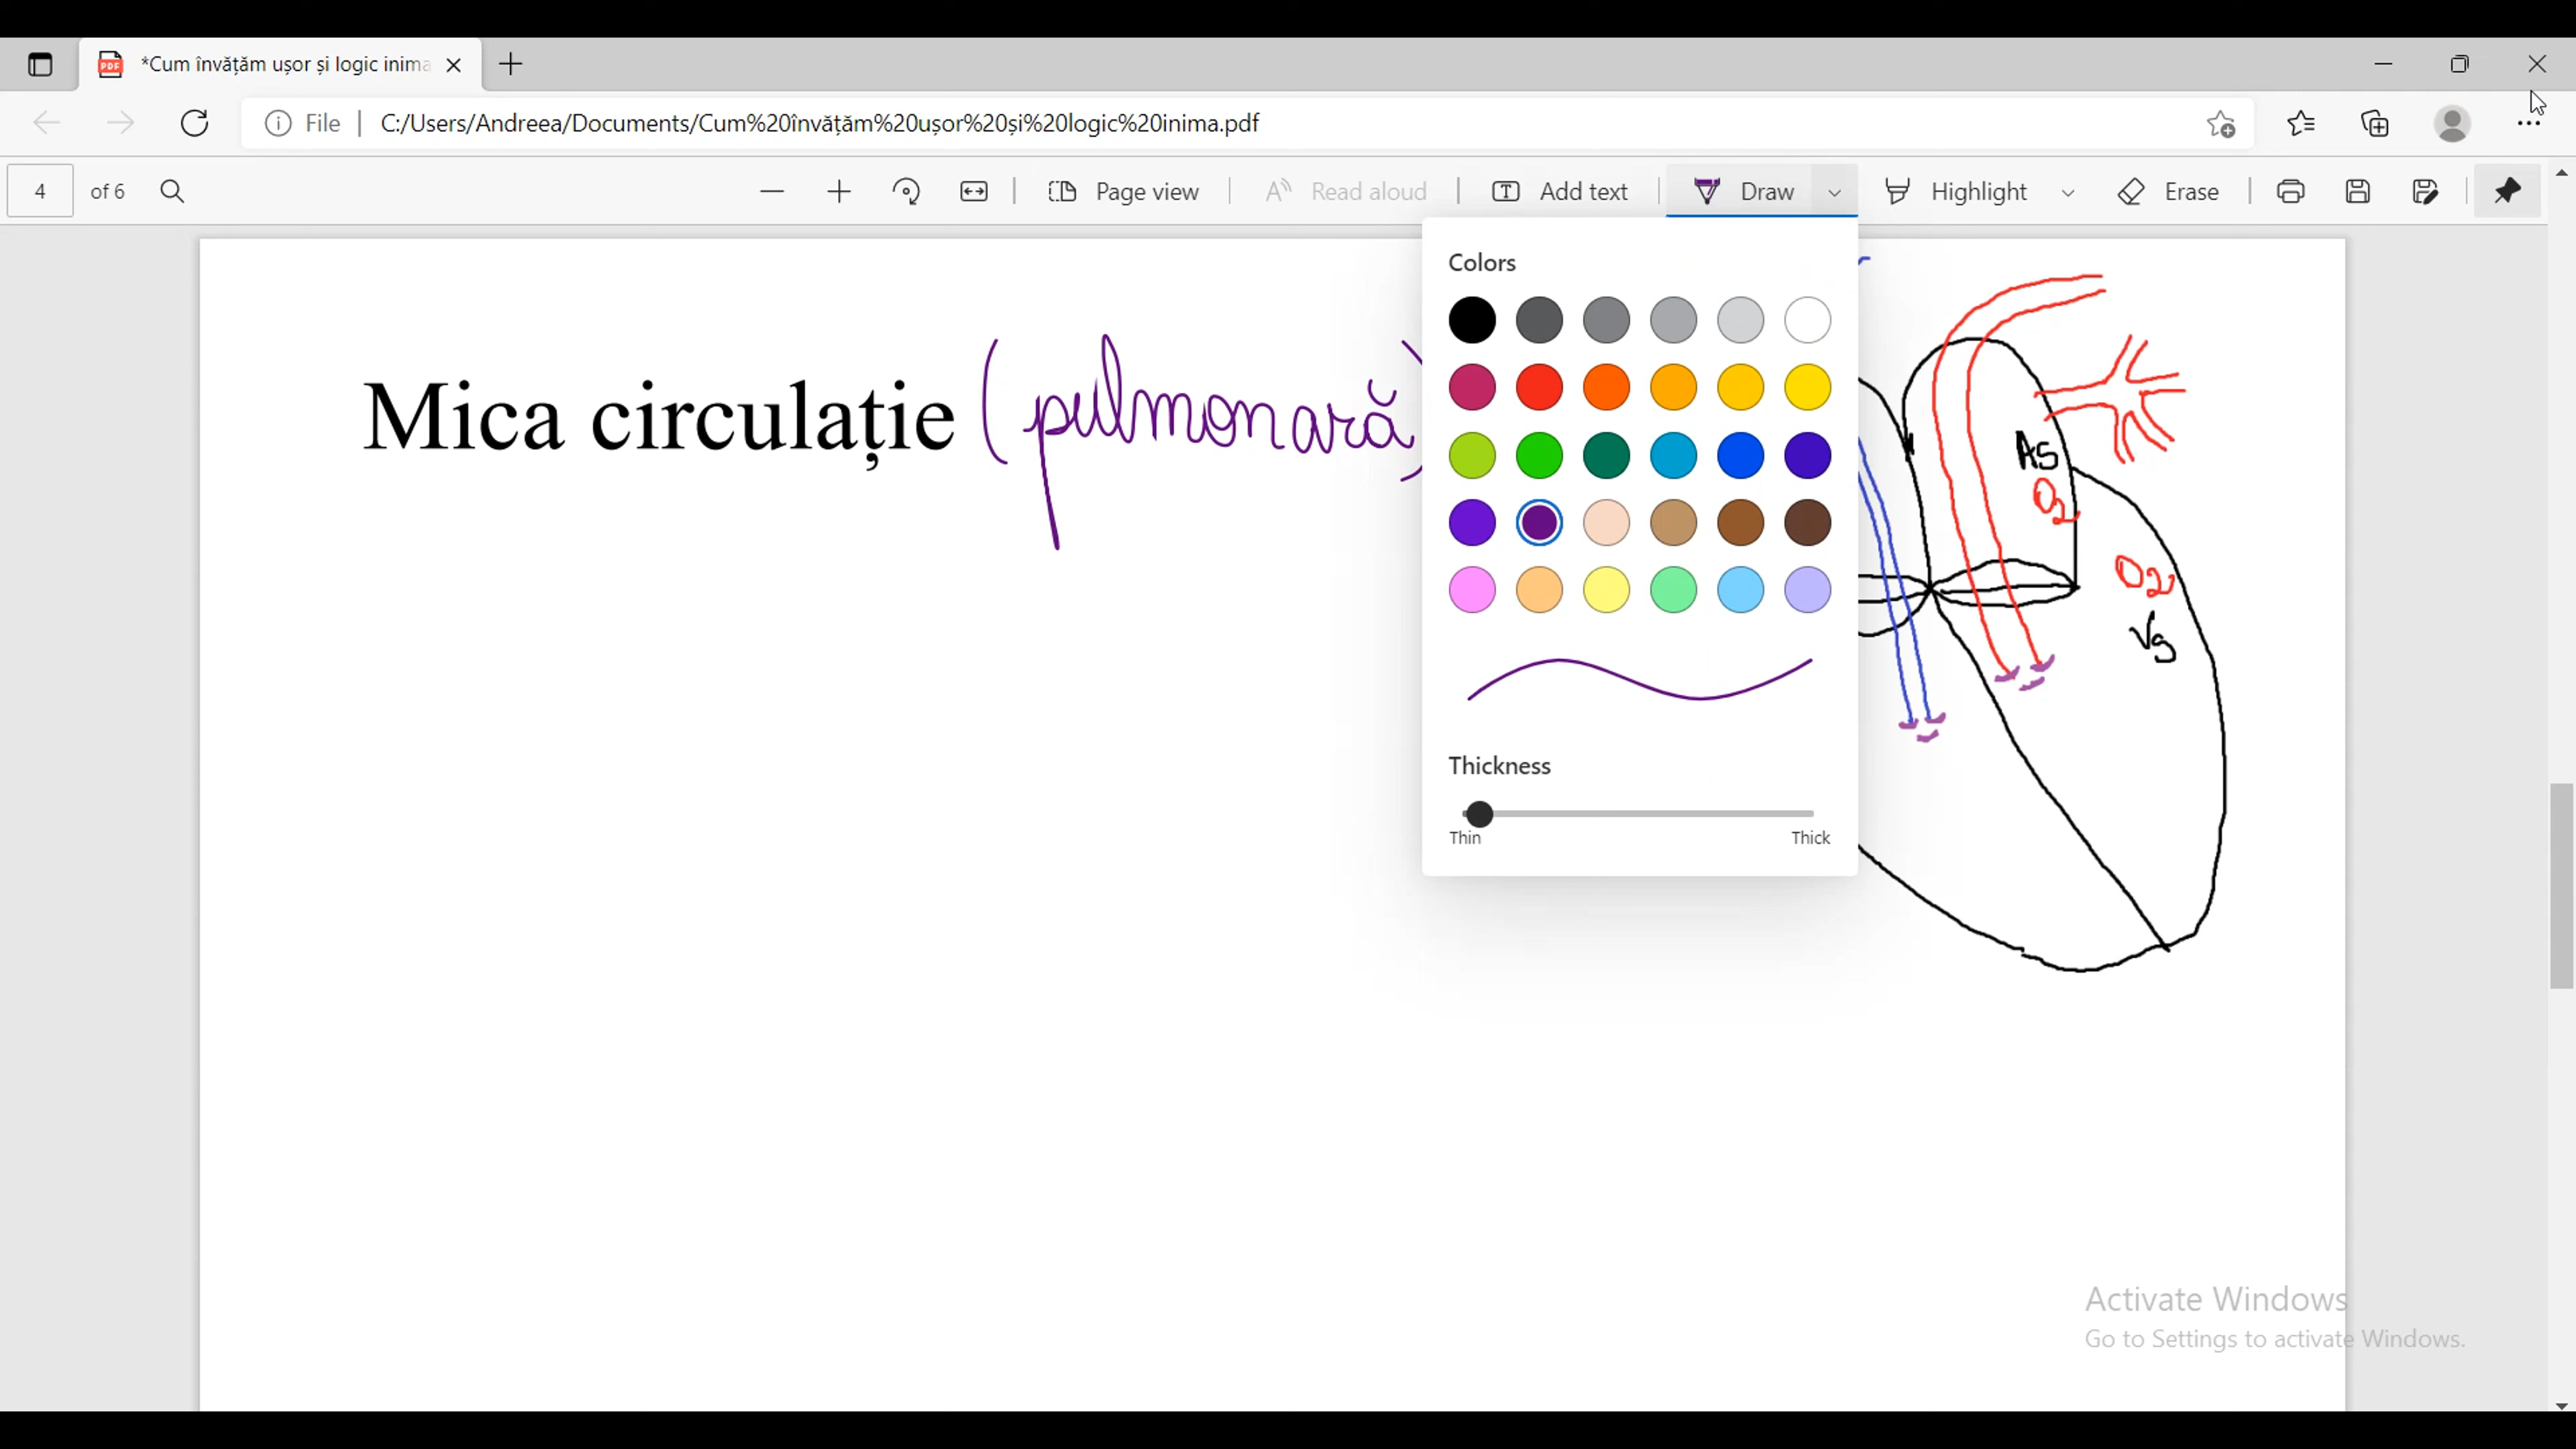 *Cum învățăm ușor și logic inima
File
C:/Users/Andreea/Documents/Cum%20învățăm%20ușor%20și%20logic%20inima.pdf
4 of 6
Page view
Read aloud
Add text
Draw
Highlight
Erase
Colors
Mica circulație (pulmonară)
As
O2
O2
Vs
Thickness
Thin
Thick
Activate Windows
Go to Settings to activate Windows.